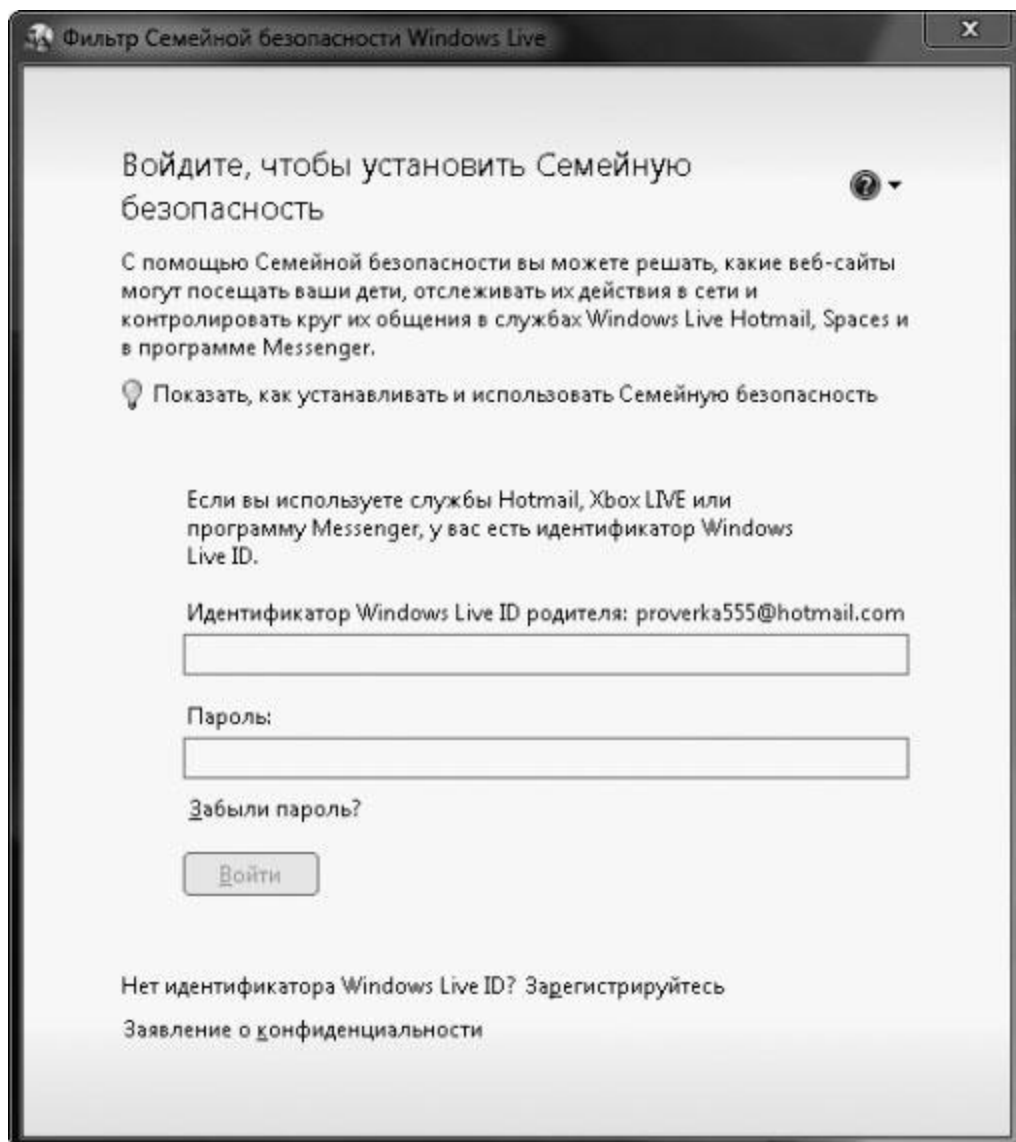 Фильтр Семейной безопасности Windows Live
Войдите, чтобы установить Семейную
безопасность
С помощью Семейной безопасности вы можете решать, какие веб-сайты
могут посещать ваши дети, отслеживать их действия в сети и
контролировать круг их общения в службах Windows Live Hotmail, Spaces и
в программе Messenger.
Показать, как устанавливать и использовать Семейную безопасность
Если вы используете службы Hotmail, Xbox LIVE или
программу Messenger, у вас есть идентификатор Windows
Live ID.
Идентификатор Windows Live ID родителя: proverka555@hotmail.com
Пароль:
Забыли пароль?
Войти
Нет идентификатора Windows Live ID? Зарегистрируйтесь
Заявление о конфиденциальности